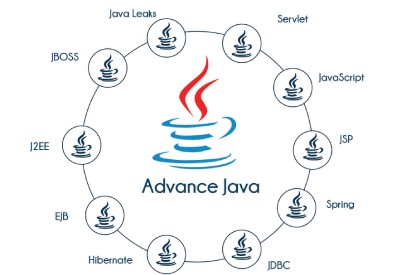 Java Leaks
Servlet
JBOSS
JavaScript
J2EE
JSP
Advance Java
EJB
Spring
Hibernate
JDBC